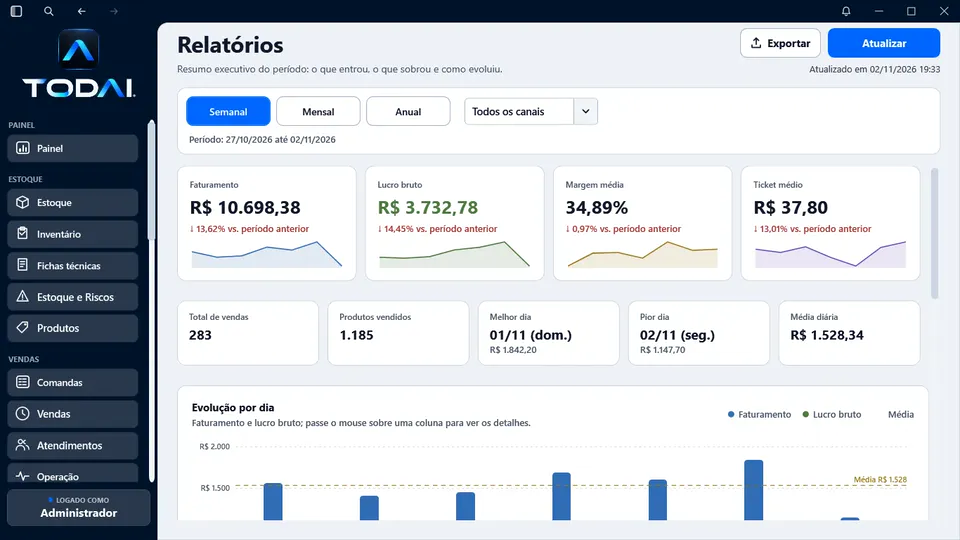 TODAI.
PAINEL
Painel
ESTOQUE
Estoque
Inventário
Fichas técnicas
Estoque e Riscos
Produtos
VENDAS
Comandas
Vendas
Atendimentos
Operação
LOGADO COMO
Administrador
Relatórios
Resumo executivo do período: o que entrou, o que sobrou e como evoluiu.
Exportar
Atualizar
Atualizado em 02/11/2026 19:33
Semanal
Mensal
Anual
Todos os canais
Período: 27/10/2026 até 02/11/2026
Faturamento
R$ 10.698,38
↓ 13,62% vs. período anterior
Lucro bruto
R$ 3.732,78
↓ 14,45% vs. período anterior
Margem média
34,89%
↓ 0,97% vs. período anterior
Ticket médio
R$ 37,80
↓ 13,01% vs. período anterior
Total de vendas
283
Produtos vendidos
1.185
Melhor dia
01/11 (dom.)
R$ 1.842,20
Pior dia
02/11 (seg.)
R$ 1.147,70
Média diária
R$ 1.528,34
Evolução por dia
Faturamento e lucro bruto; passe o mouse sobre uma coluna para ver os detalhes.
Faturamento
Lucro bruto
Média
R$ 2.000
R$ 1.500
Média R$ 1.528